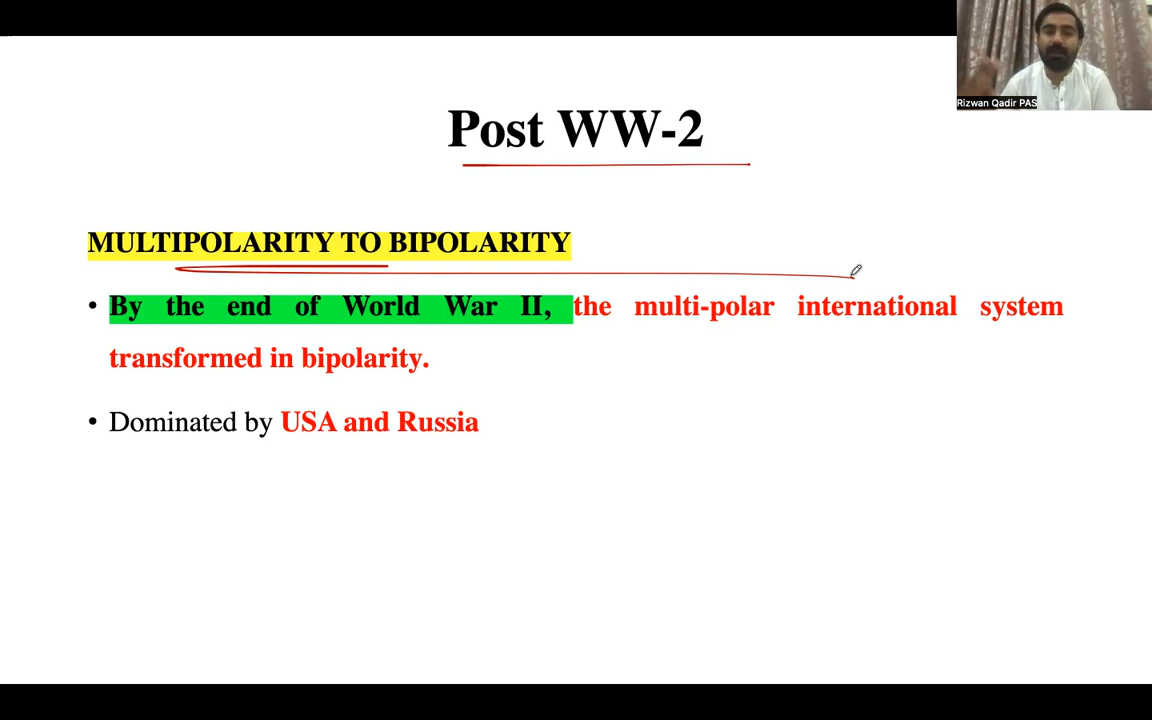 Rizwan Qadir PAS
Post WW-2
MULTIPOLARITY TO BIPOLARITY
• By the end of World War II, the multi-polar international system
transformed in bipolarity.
• Dominated by USA and Russia